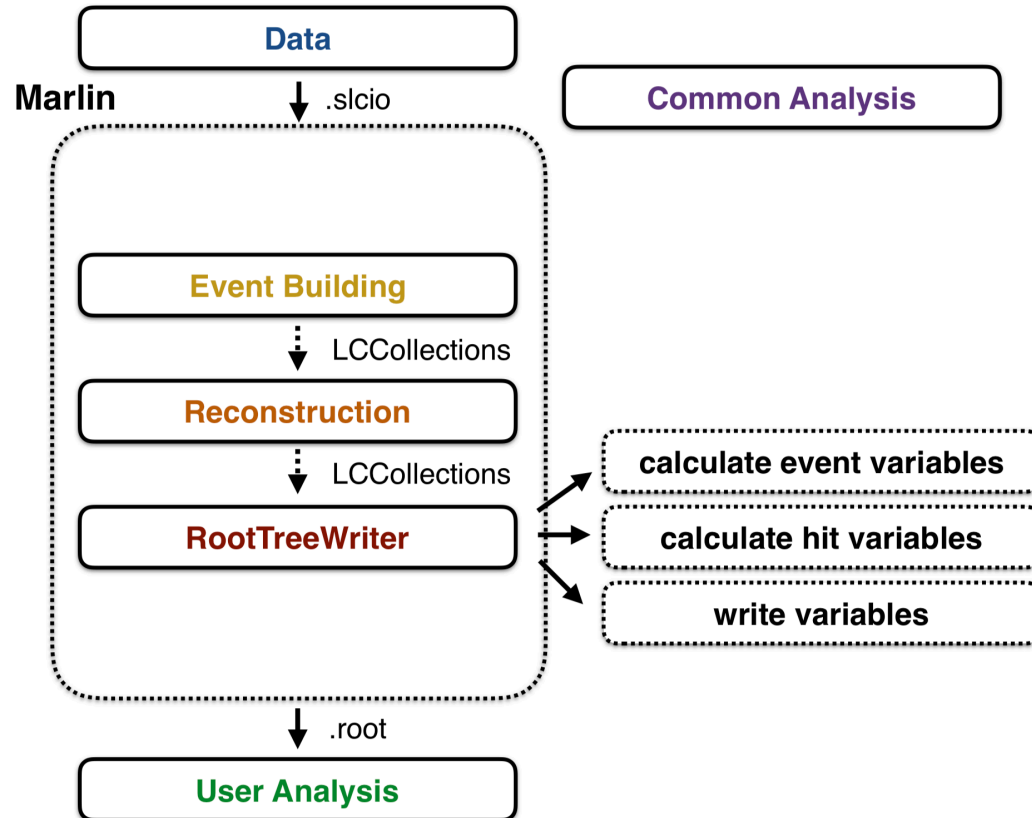 Data
Marlin
.slcio
Common Analysis
Event Building
LCCollections
Reconstruction
LCCollections
calculate event variables
RootTreeWriter
calculate hit variables
write variables
.root
User Analysis